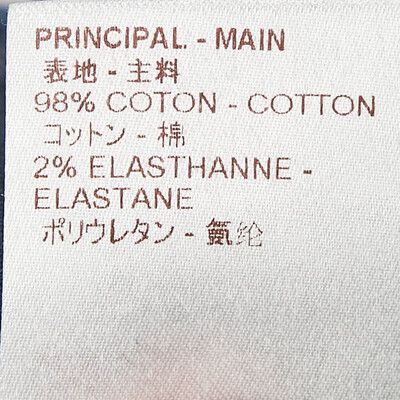 PRINCIPAL - MAIN
表地 - 主料
98% COTON - COTTON
コットン - 棉
2% ELASTHANNE -
ELASTANE
ポリウレタン - 氨纶